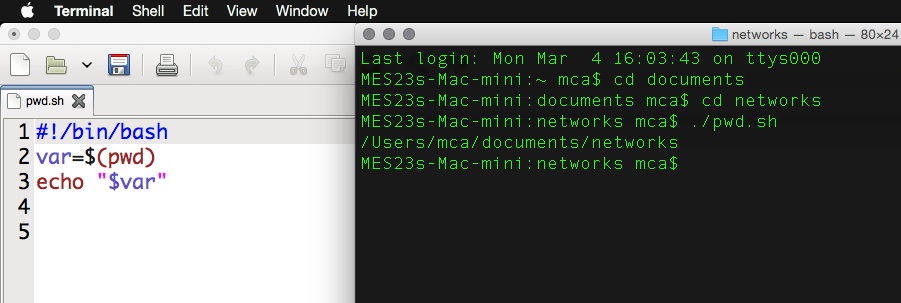 Terminal Shell Edit View Window Help
pwd.sh
1 #!/bin/bash
2 var=$(pwd)
3 echo "$var"
4
5
networks — bash — 80×24
Last login: Mon Mar  4 16:03:43 on ttys000
MES23s-Mac-mini:~ mca$ cd documents
MES23s-Mac-mini:documents mca$ cd networks
MES23s-Mac-mini:networks mca$ ./pwd.sh
/Users/mca/documents/networks
MES23s-Mac-mini:networks mca$